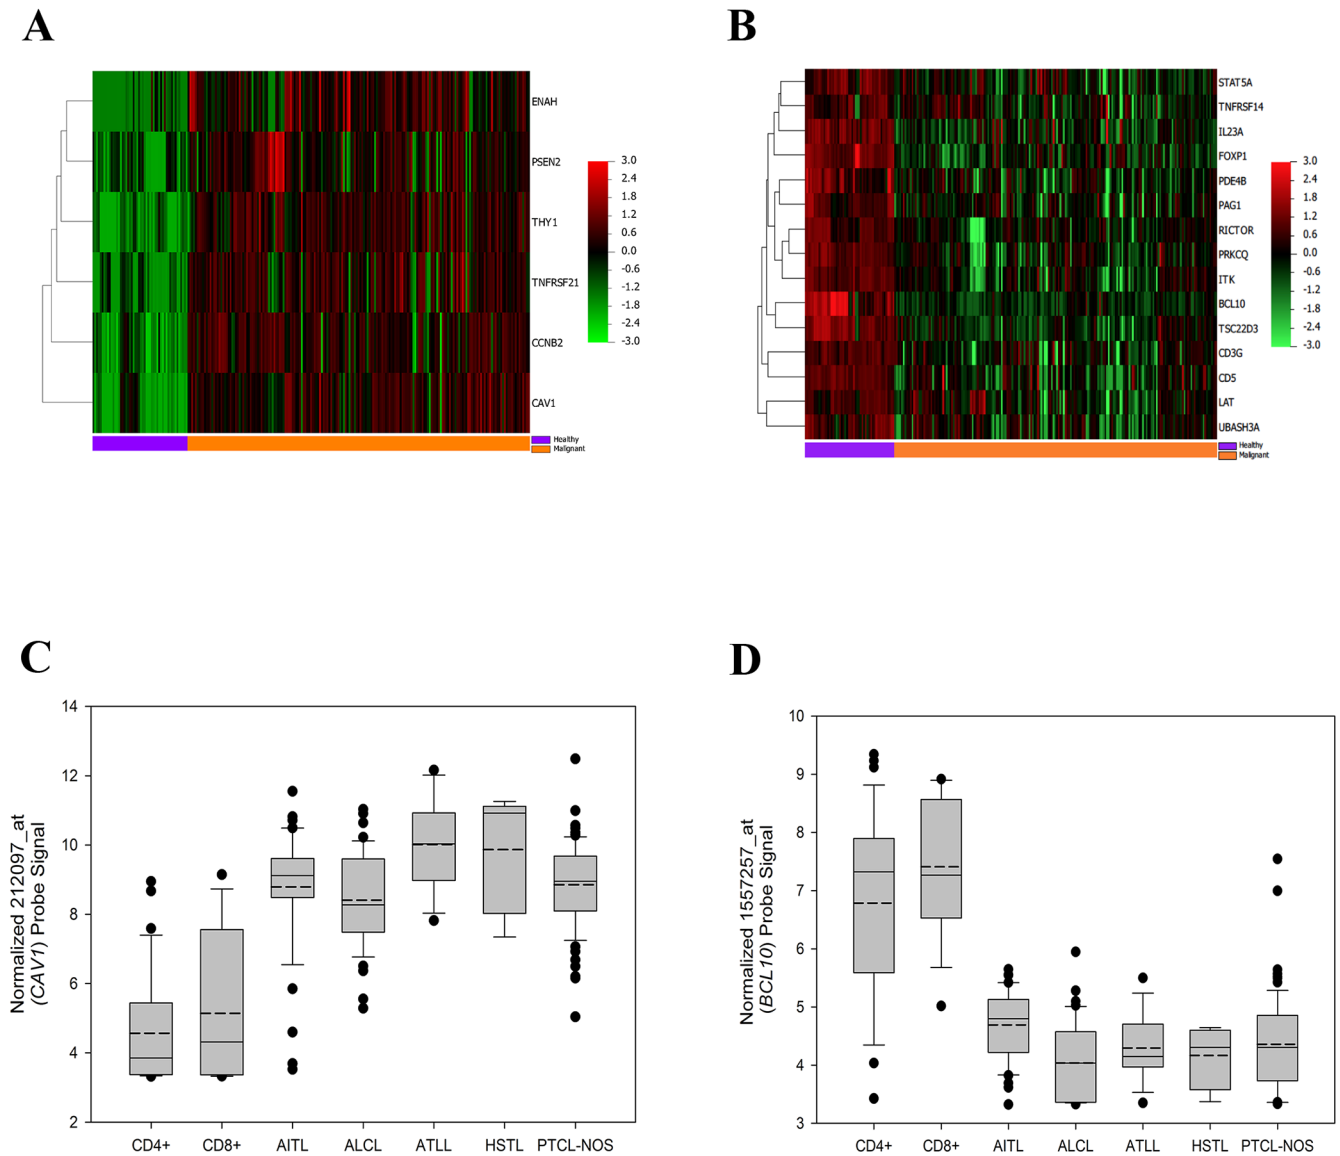 A
ENAH
PSEN2
THY1
TNFRSF21
CCNB2
CAV1
3.0
2.4
1.8
1.2
0.6
0.0
-0.6
-1.2
-1.8
-2.4
-3.0
Healthy
Malignant
B
STAT5A
TNFRSF14
IL23A
FOXP1
PDE4B
PAG1
RICTOR
PRKCQ
ITK
BCL10
TSC22D3
CD3G
CD5
LAT
UBASH3A
3.0
2.4
1.8
1.2
0.6
0.0
-0.6
-1.2
-1.8
-2.4
-3.0
Healthy
Malignant
C
Normalized 212097_at
(CAV1) Probe Signal
14
12
10
8
6
4
2
CD4+ CD8+ AITL ALCL ATLL HSTL PTCL-NOS
D
Normalized 1557257_at
(BCL10) Probe Signal
10
9
8
7
6
5
4
3
CD4+ CD8+ AITL ALCL ATLL HSTL PTCL-NOS